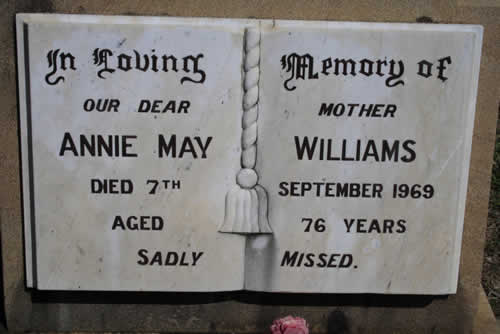 In Loving Memory of
OUR DEAR MOTHER
ANNIE MAY WILLIAMS
DIED 7TH SEPTEMBER 1969
AGED 76 YEARS
SADLY MISSED.